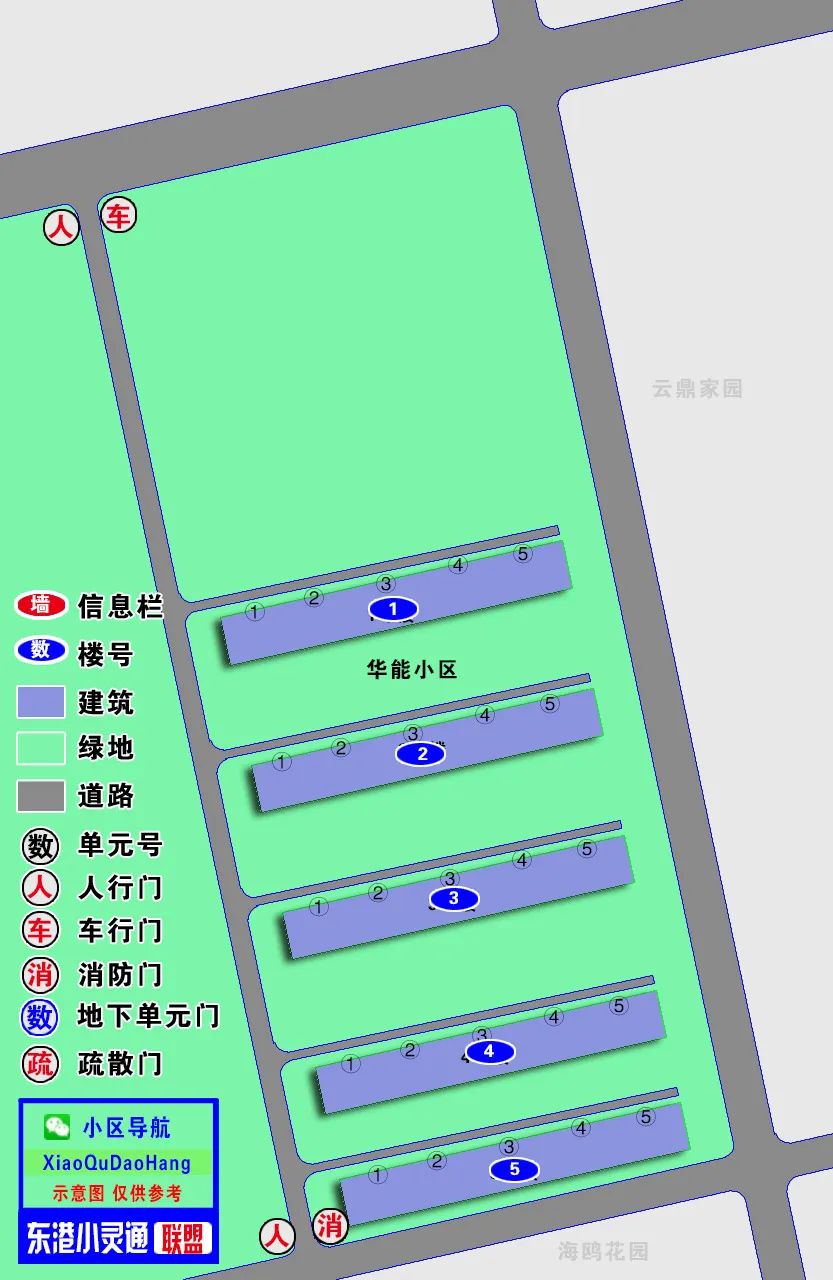 人
车
云鼎家园
1 2 3 4 5
1
华能小区
1 2 3 4 5
2
1 2 3 4 5
3
1 2 3 4 5
4
1 2 3 4 5
5
人
消
海鸥花园
墙 信息栏
数 楼号
建筑
绿地
道路
数 单元号
人 人行门
车 车行门
消 消防门
数 地下单元门
疏 疏散门
小区导航
XiaoQuDaoHang
示意图 仅供参考
东港小灵通 联盟